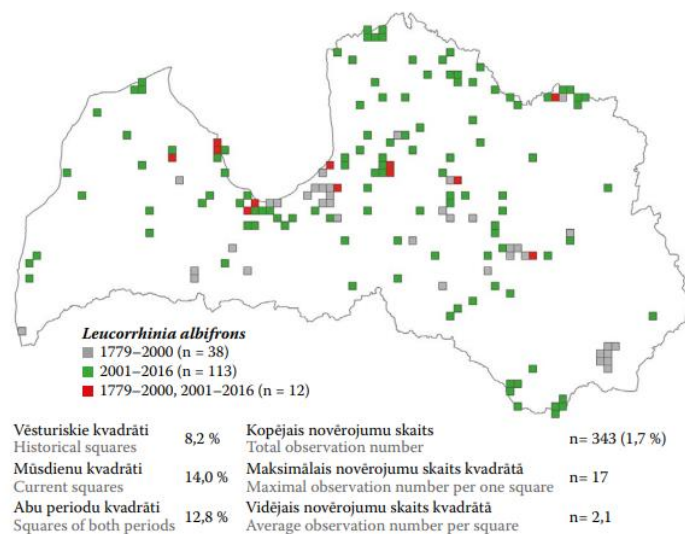 Leucorrhinia albifrons
1779–2000 (n = 38)
2001–2016 (n = 113)
1779–2000, 2001–2016 (n = 12)
Vēsturiskie kvadrāti
Historical squares
8,2 %
Kopējais novērojumu skaits
Total observation number
n= 343 (1,7 %)
Mūsdienu kvadrāti
Current squares
14,0 %
Maksimālais novērojumu skaits kvadrātā
Maximal observation number per one square
n= 17
Abu periodu kvadrāti
Squares of both periods
12,8 %
Vidējais novērojumu skaits kvadrātā
Average observation number per square
n= 2,1